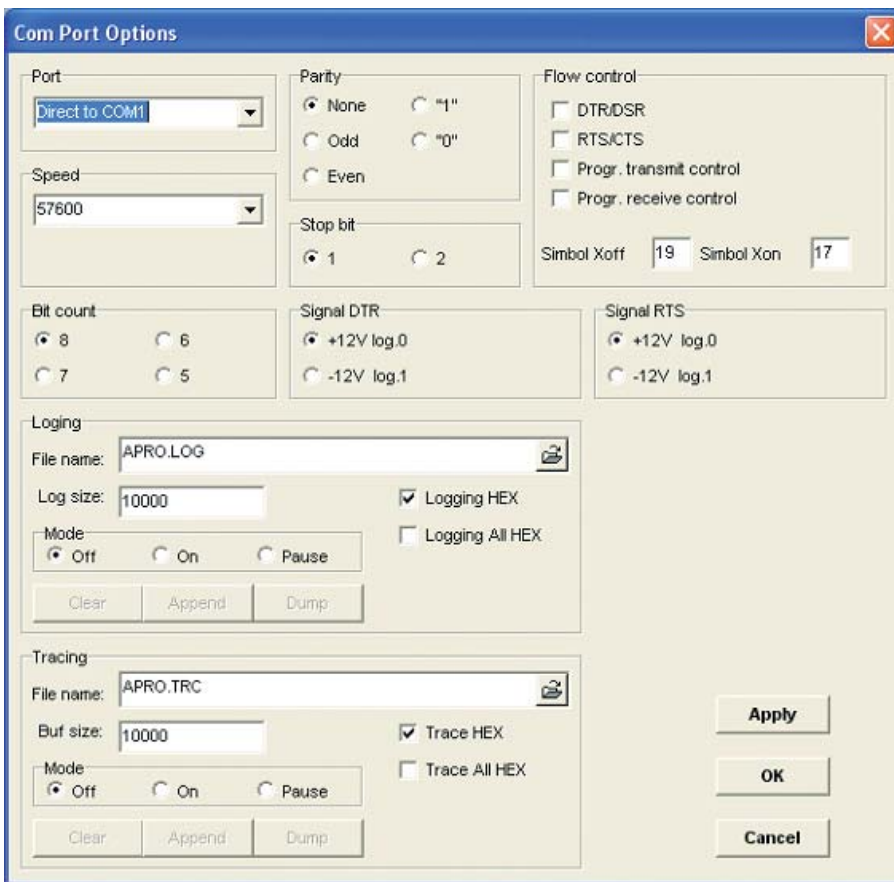 Com Port Options
Port
Direct to COM1
Speed
57600
Parity
None
"1"
Odd
"0"
Even
Stop bit
1
2
Flow control
DTR/DSR
RTS/CTS
Progr. transmit control
Progr. receive control
Simbol Xoff 19 Simbol Xon 17
Bit count
8
6
7
5
Signal DTR
+12V log.0
-12V log.1
Signal RTS
+12V log.0
-12V log.1
Loging
File name: APRO.LOG
Log size: 10000
Logging HEX
Logging All HEX
Mode
Off
On
Pause
Clear
Append
Dump
Tracing
File name: APRO.TRC
Buf size: 10000
Trace HEX
Trace All HEX
Mode
Off
On
Pause
Clear
Append
Dump
Apply
OK
Cancel